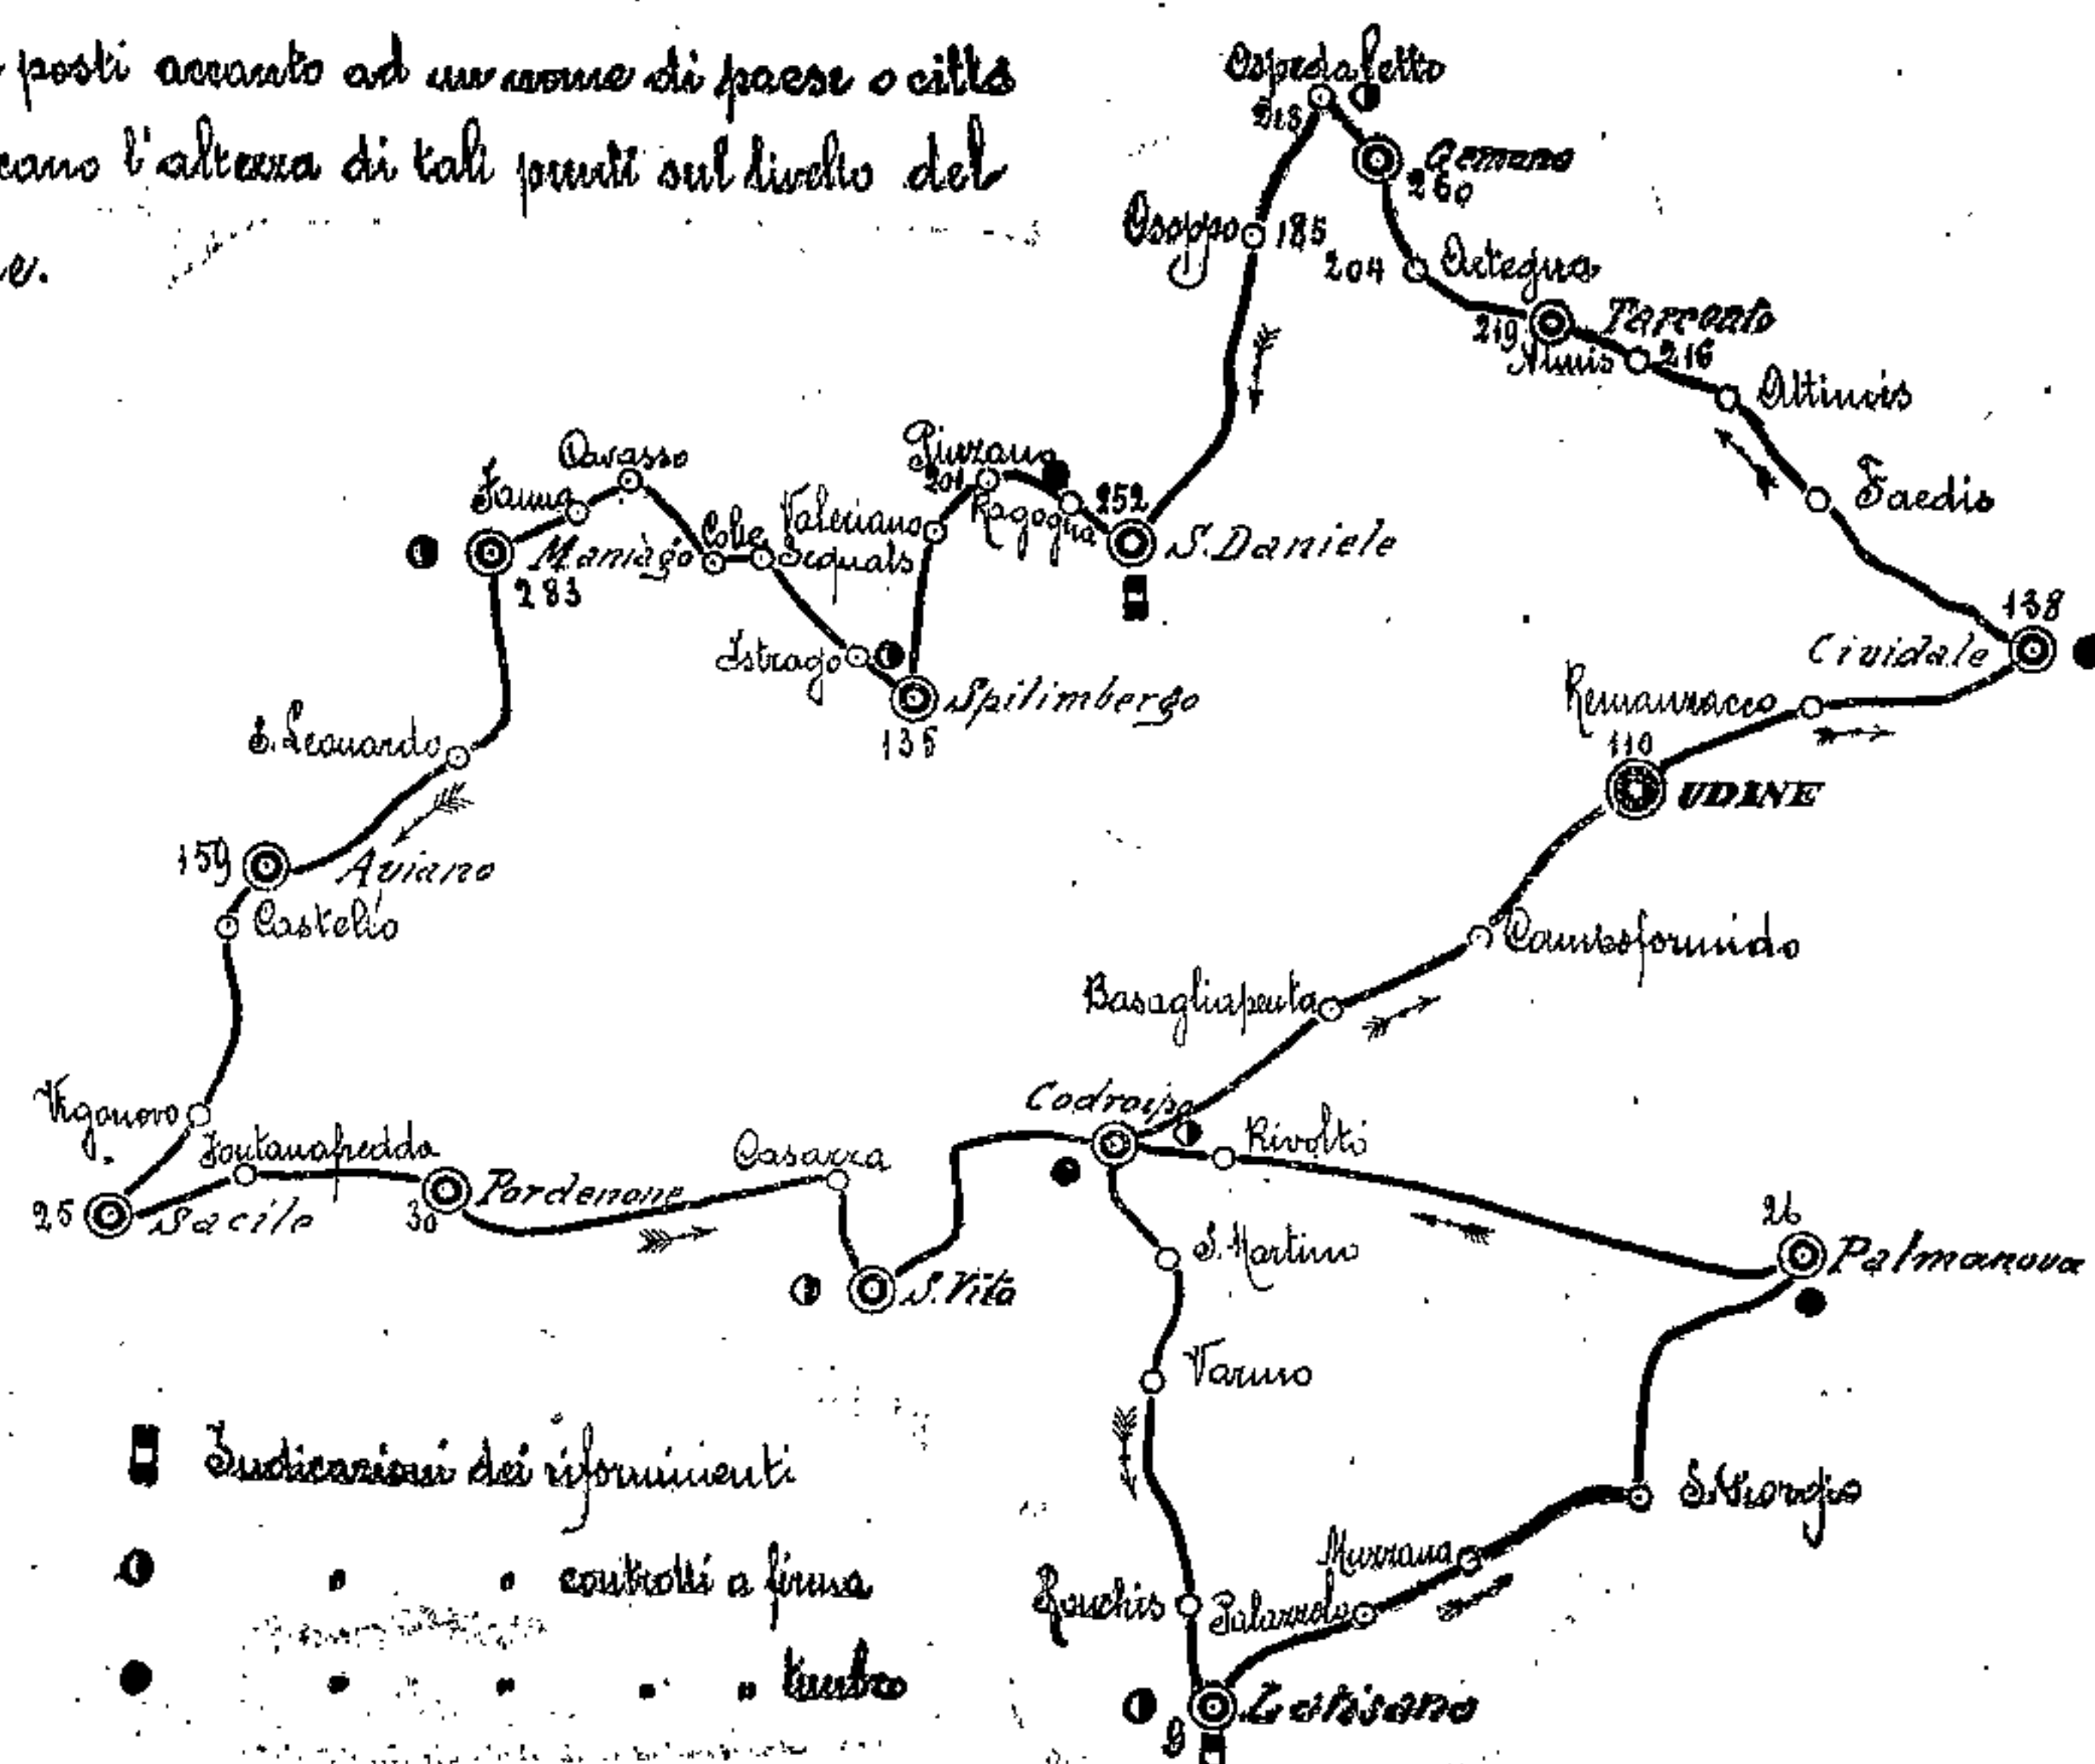 posti accanto ad un nome di paese o città
cano l'altezza di tali punti sul livello del
e.
Ospedaletto
218
Gemona
260
Osoppo 185
204 Artegna
219 Tarcento
Nimis 216
Attimis
Faedis
138
Cividale
Remanzacco
110
UDINE
Campoformido
Basagliapenta
Codroipo
Rivolto
26
Palmanova
S. Giorgio
Muzzana
Palazzolo
Latisana
9
Ronchis
Varmo
S. Martino
S. Vito
Casarsa
Pordenone
30
Fontanafredda
25 Sacile
Vigonovo
Castello
159 Aviano
S. Leonardo
Maniago
283
Fanna
Cavasso
Colle
Sequals
Istrago
Spilimbergo
135
Valeriano
Pinzano
201
Ragogna
252
S. Daniele
Indicazioni dei rifornimenti
" " controlli a firma
" " " " timbro